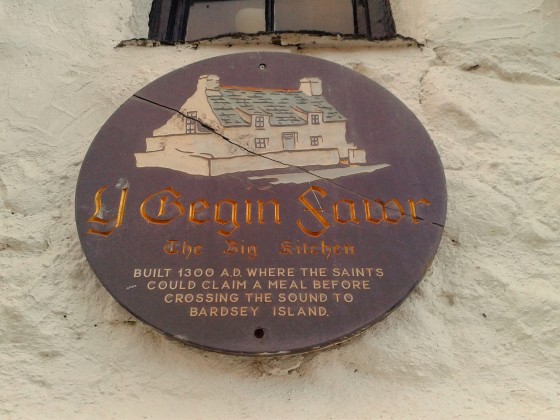 Y Gegin Fawr
The Big Kitchen
BUILT 1300 A.D. WHERE THE SAINTS
COULD CLAIM A MEAL BEFORE
CROSSING THE SOUND TO
BARDSEY ISLAND.